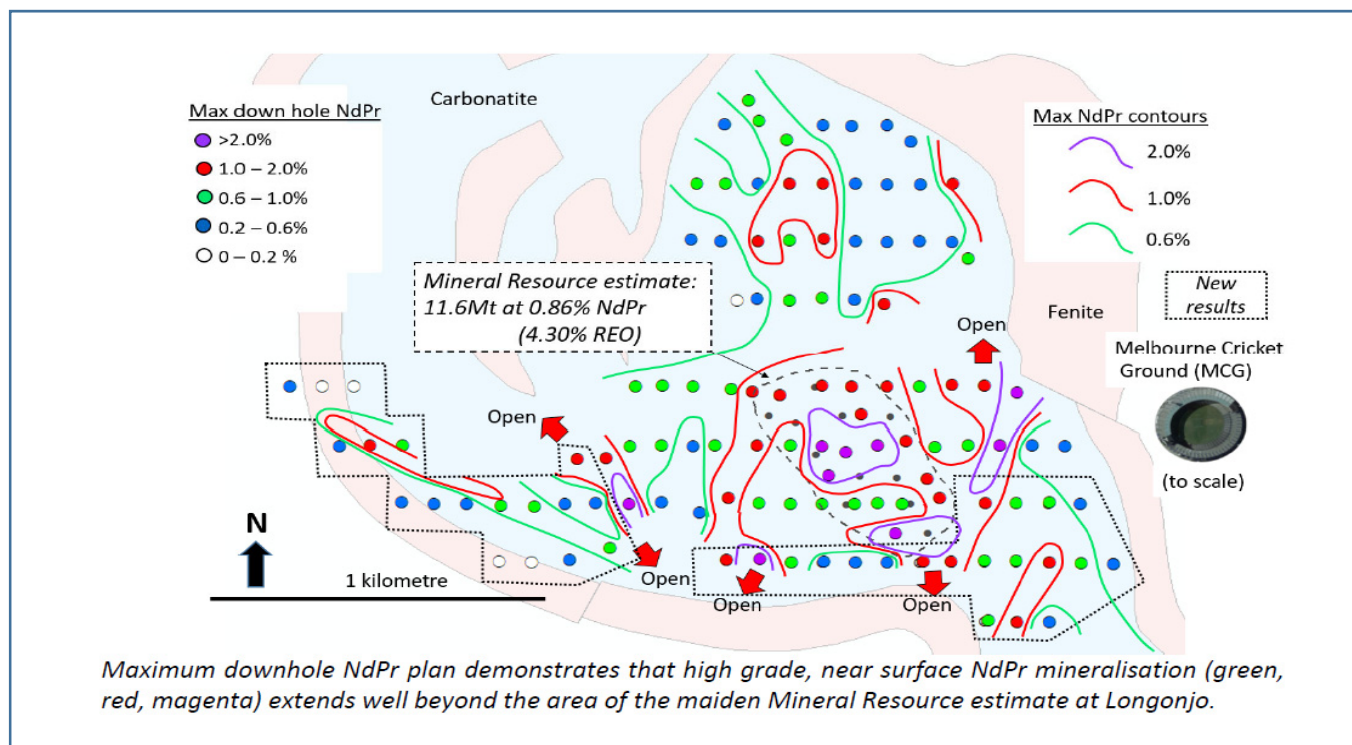 Max down hole NdPr
>2.0%
1.0 – 2.0%
0.6 – 1.0%
0.2 – 0.6%
0 – 0.2 %
Carbonatite
Max NdPr contours
2.0%
1.0%
0.6%
New
results
Mineral Resource estimate:
11.6Mt at 0.86% NdPr
(4.30% REO)
Fenite
Open
Melbourne Cricket
Ground (MCG)
(to scale)
Open
N
1 kilometre
Open
Open
Open
Maximum downhole NdPr plan demonstrates that high grade, near surface NdPr mineralisation (green,
red, magenta) extends well beyond the area of the maiden Mineral Resource estimate at Longonjo.